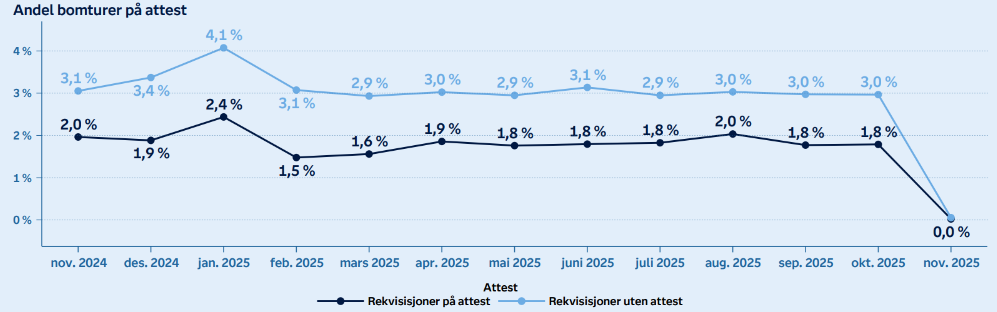 Andel bomturer på attest
4 %
3 %
2 %
1 %
0 %
3,1 % 3,4 % 4,1 % 3,1 % 2,9 % 3,0 % 2,9 % 3,1 % 2,9 % 3,0 % 3,0 % 3,0 %
2,0 % 1,9 % 2,4 % 1,5 % 1,6 % 1,9 % 1,8 % 1,8 % 1,8 % 2,0 % 1,8 % 1,8 % 0,0 %
nov. 2024 des. 2024 jan. 2025 feb. 2025 mars 2025 apr. 2025 mai 2025 juni 2025 juli 2025 aug. 2025 sep. 2025 okt. 2025 nov. 2025
Attest
Rekvisisjoner på attest Rekvisisjoner uten attest